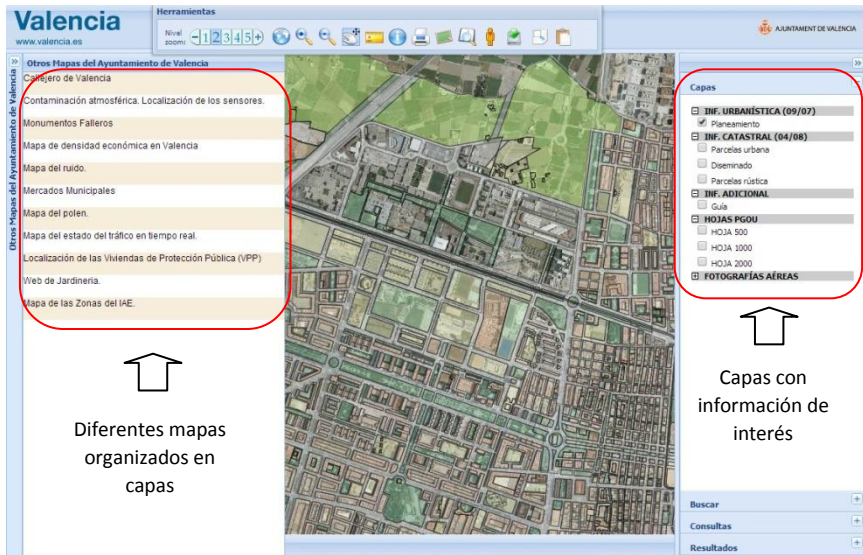 Valencia
www.valencia.es
Herramientas
Nivel zoom: 1 2 3 4 5
AJUNTAMENT DE VALENCIA
Otros Mapas del Ayuntamiento de Valencia
Otros Mapas del Ayuntamiento de Valencia
Callejero de Valencia
Contaminación atmosférica. Localización de los sensores.
Monumentos Falleros
Mapa de densidad económica en Valencia
Mapa del ruido.
Mercados Municipales
Mapa del polen.
Mapa del estado del tráfico en tiempo real.
Localización de las Viviendas de Protección Pública (VPP)
Web de Jardineria.
Mapa de las Zonas del IAE.
Diferentes mapas
organizados en
capas
Capas
INF. URBANÍSTICA (09/07)
Planeamiento
INF. CATASTRAL (04/08)
Parcelas urbana
Diseminado
Parcelas rústica
INF. ADICIONAL
Guía
HOJAS PGOU
HOJA 500
HOJA 1000
HOJA 2000
FOTOGRAFÍAS AÉREAS
Capas con
información de
interés
Buscar
Consultas
Resultados